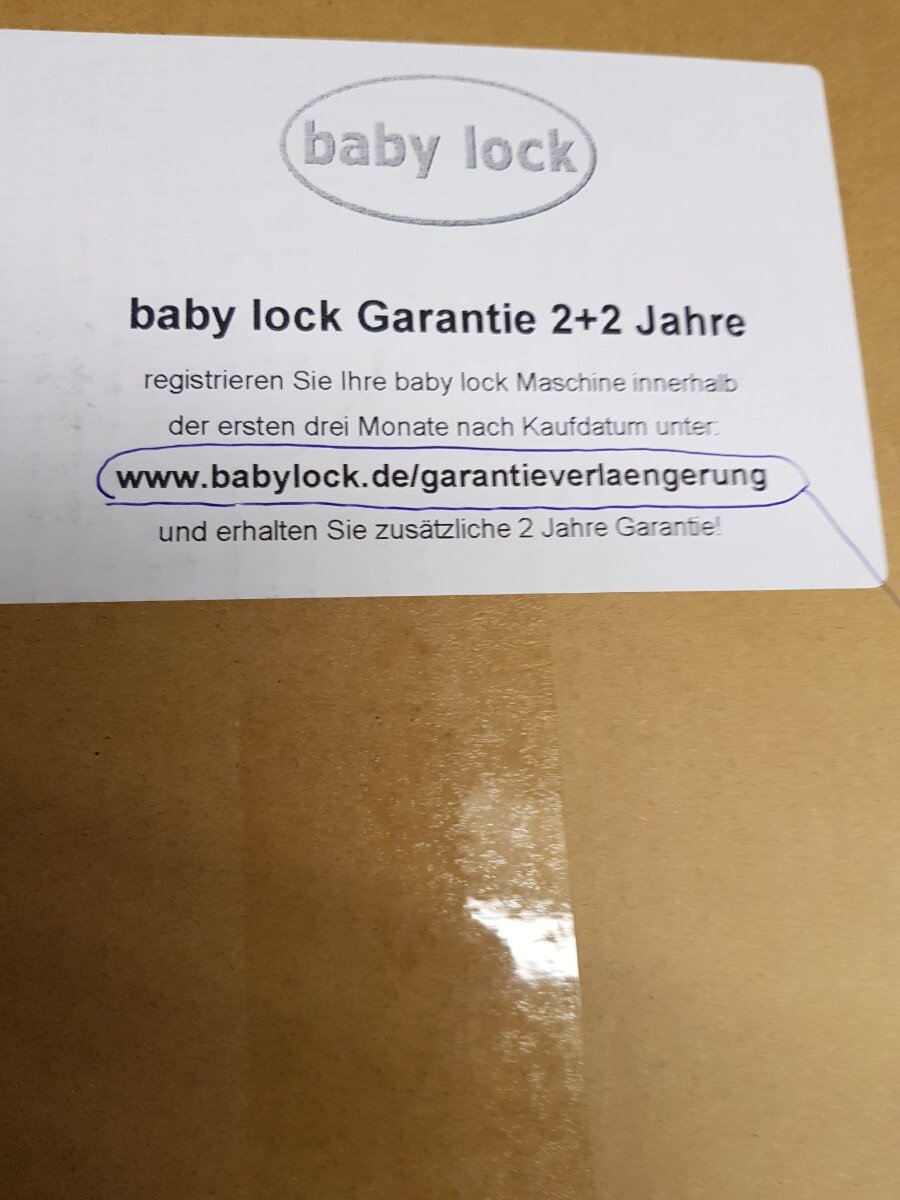 baby lock
baby lock Garantie 2+2 Jahre
registrieren Sie Ihre baby lock Maschine innerhalb
der ersten drei Monate nach Kaufdatum unter:
www.babylock.de/garantieverlaengerung
und erhalten Sie zusätzliche 2 Jahre Garantie!